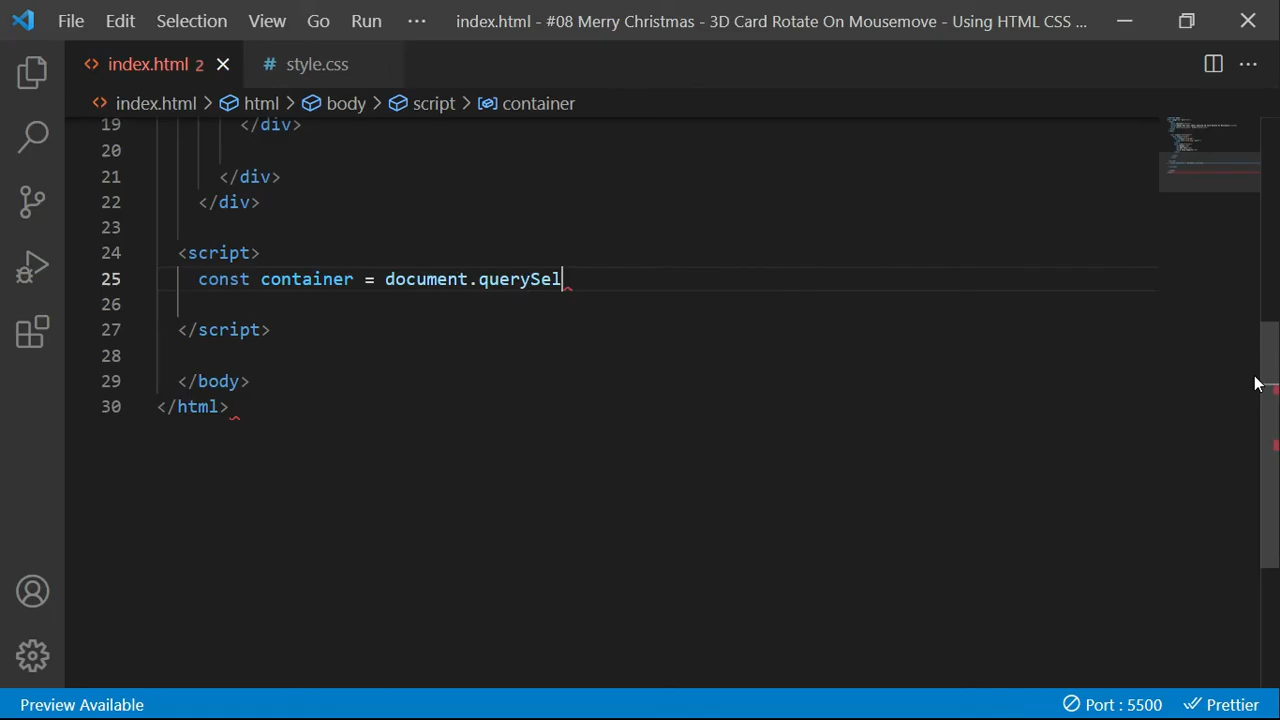 File Edit Selection View Go Run ··· index.html - #08 Merry Christmas - 3D Card Rotate On Mousemove - Using HTML CSS ...
<> index.html 2 # style.css
<> index.html > html > body > script > container
19 </div>
20
21 </div>
22 </div>
23
24 <script>
25 const container = document.querySel
26
27 </script>
28
29 </body>
30 </html>
Preview Available Port : 5500 Prettier